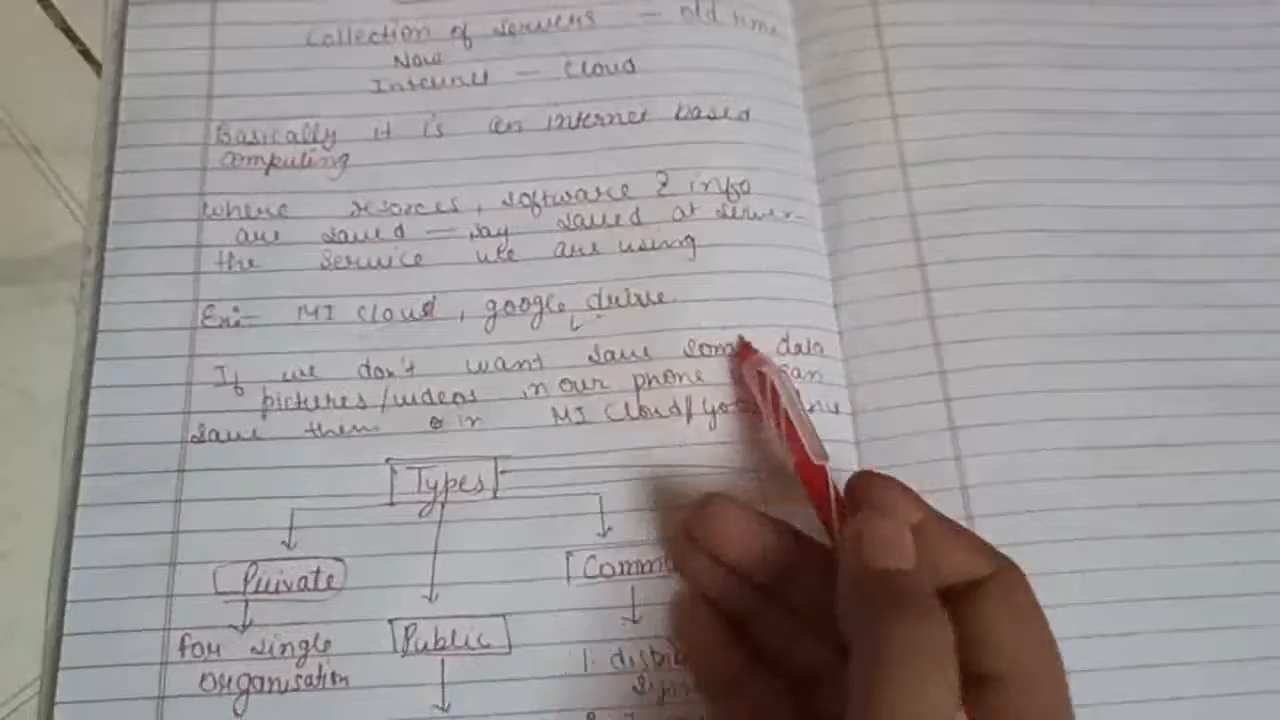 Collection of servers - old time
Now
Internet - Cloud
Basically it is an internet based
computing
where resorces, software & info
are saved - say saved at server
the service we are using
Ex:- MI cloud, google drive
If we don't want save some data
pictures/videos in our phone
save them in MI Cloud/
Types
Private
for single
organisation
Public
1.